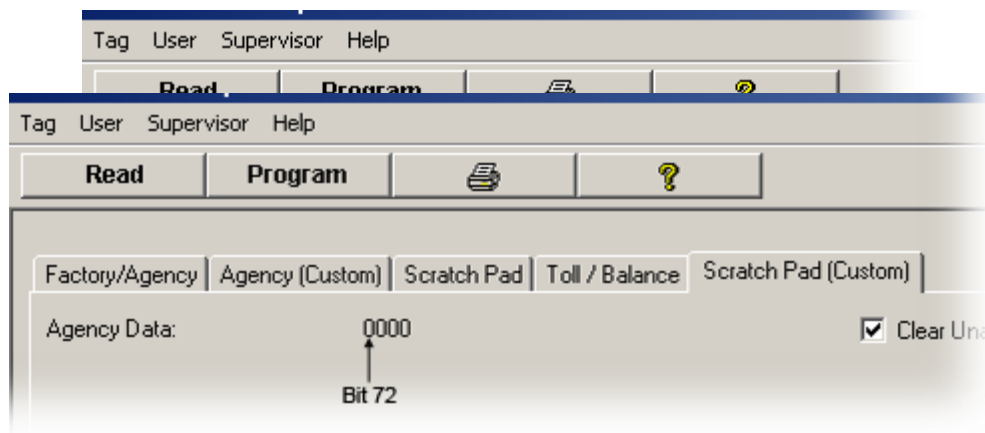 Tag User Supervisor Help
Read Program
Tag User Supervisor Help
Read Program
Factory/Agency Agency (Custom) Scratch Pad Toll / Balance Scratch Pad (Custom)
Agency Data: 0000 Clear
Bit 72